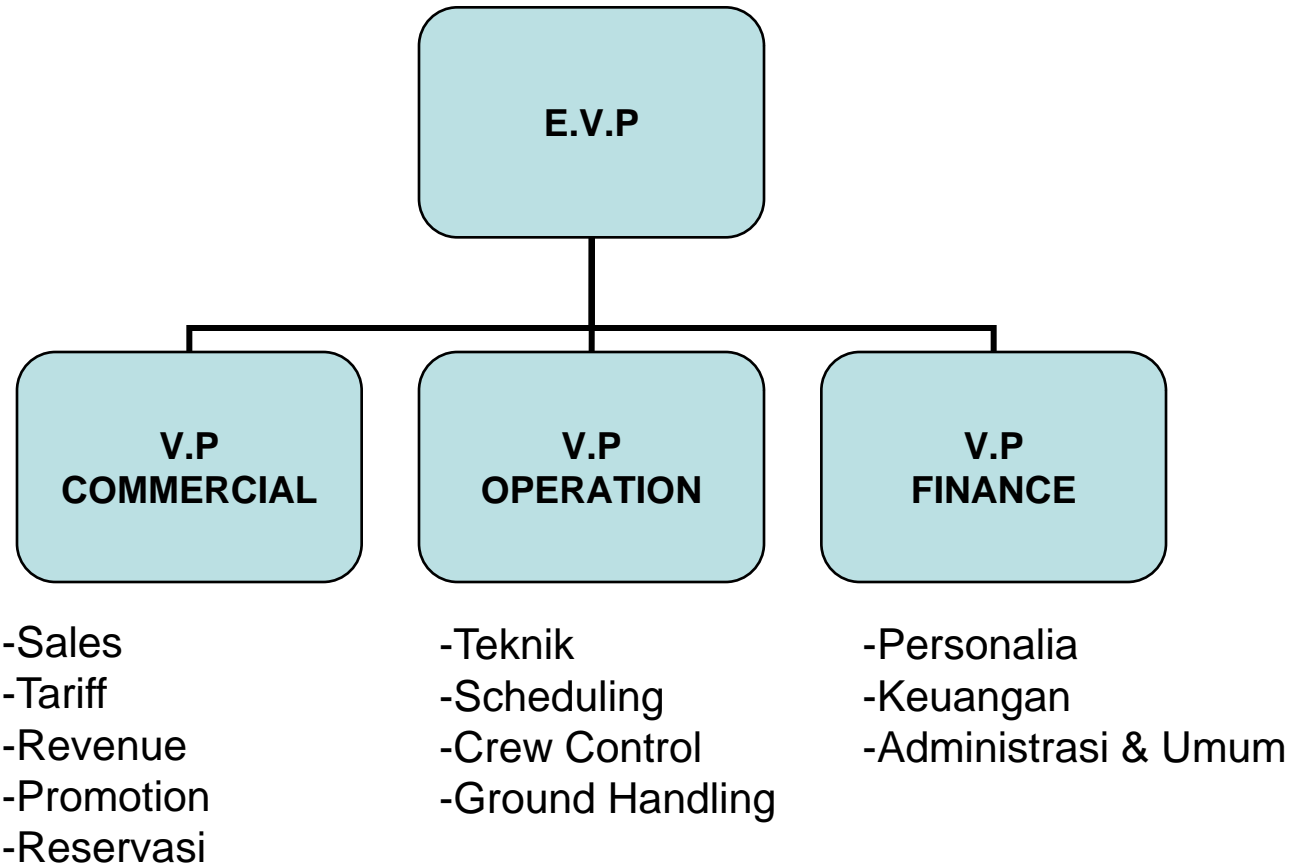 E.V.P
V.P
COMMERCIAL
V.P
OPERATION
V.P
FINANCE
-Sales
-Tariff
-Revenue
-Promotion
-Reservasi
-Teknik
-Scheduling
-Crew Control
-Ground Handling
-Personalia
-Keuangan
-Administrasi & Umum